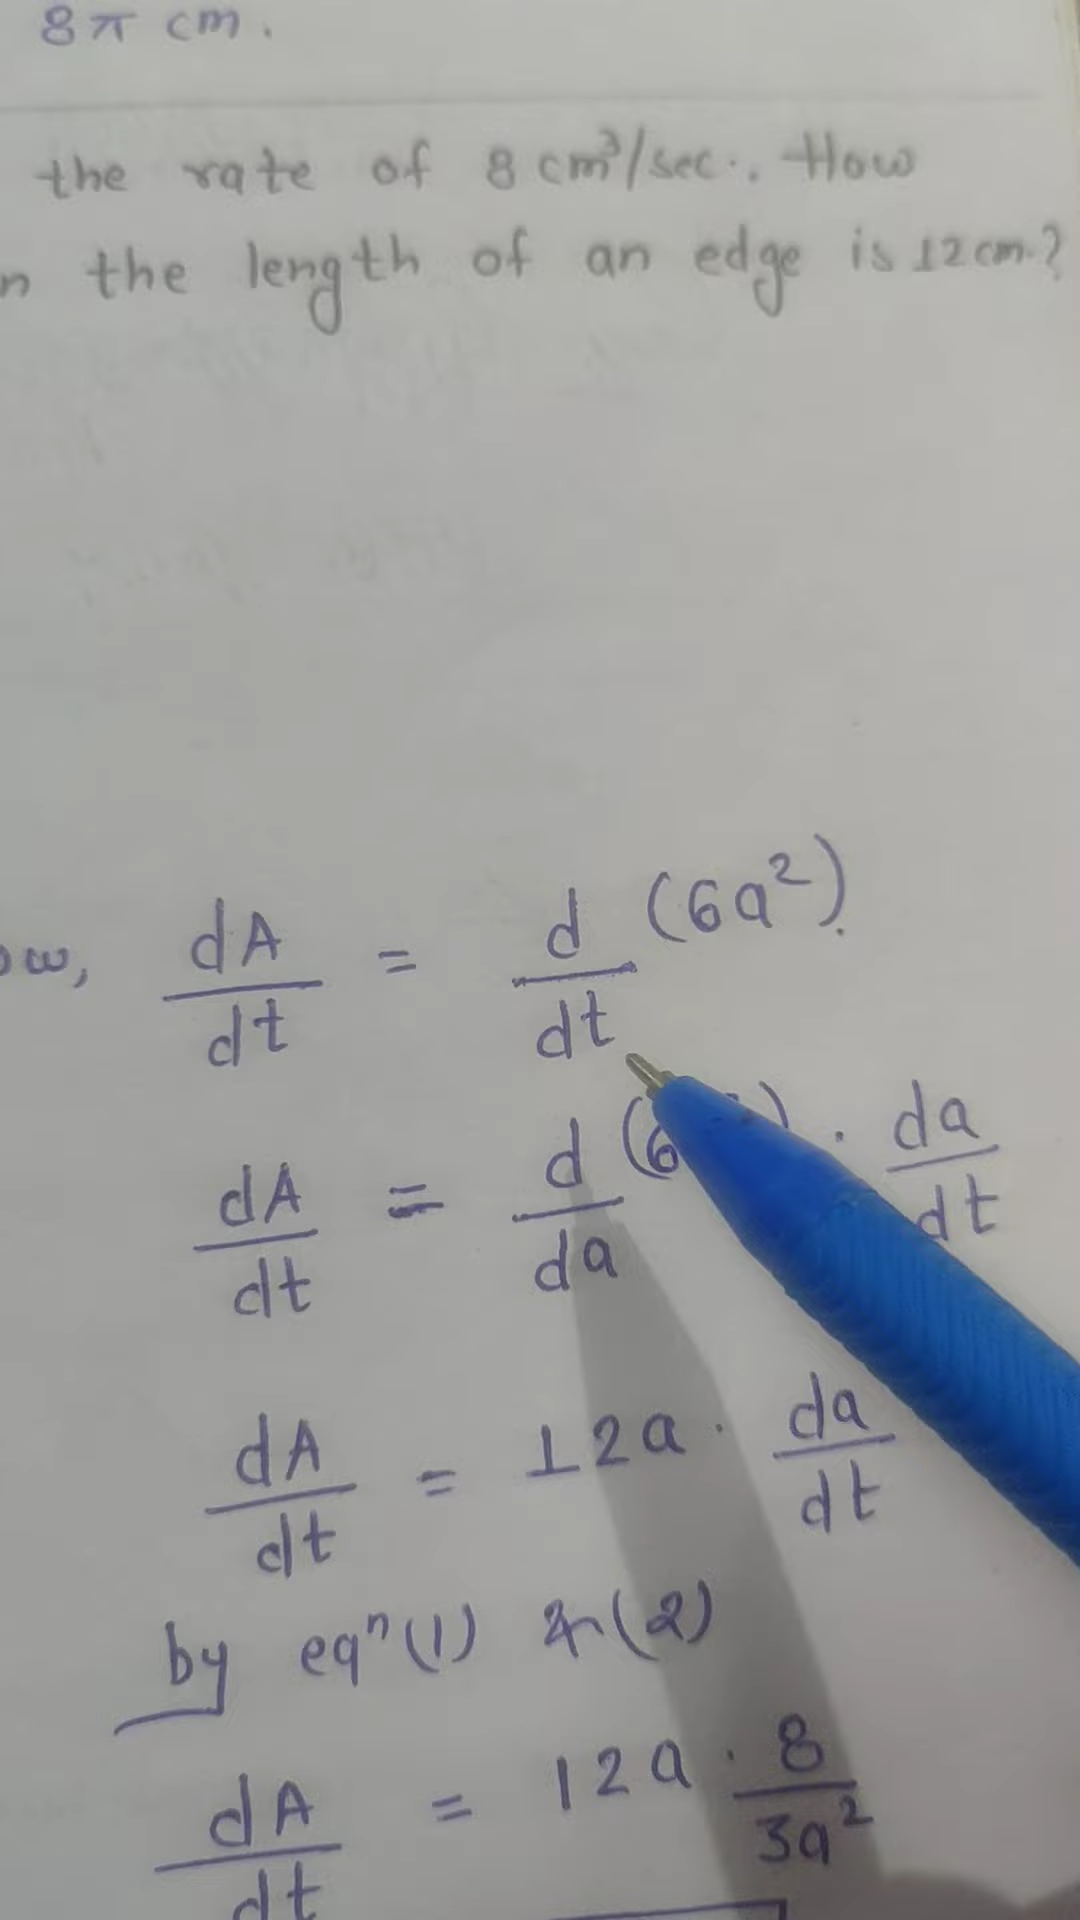 8π cm.
the rate of 8 cm³/sec. How
the length of an edge is 12 cm.?
dA/dt = d/dt (6a²).
dA/dt = d/da (6 ) . da/dt
dA/dt = 12a . da/dt
by eqⁿ (1) (2)
dA/dt = 12a . 8/3a²